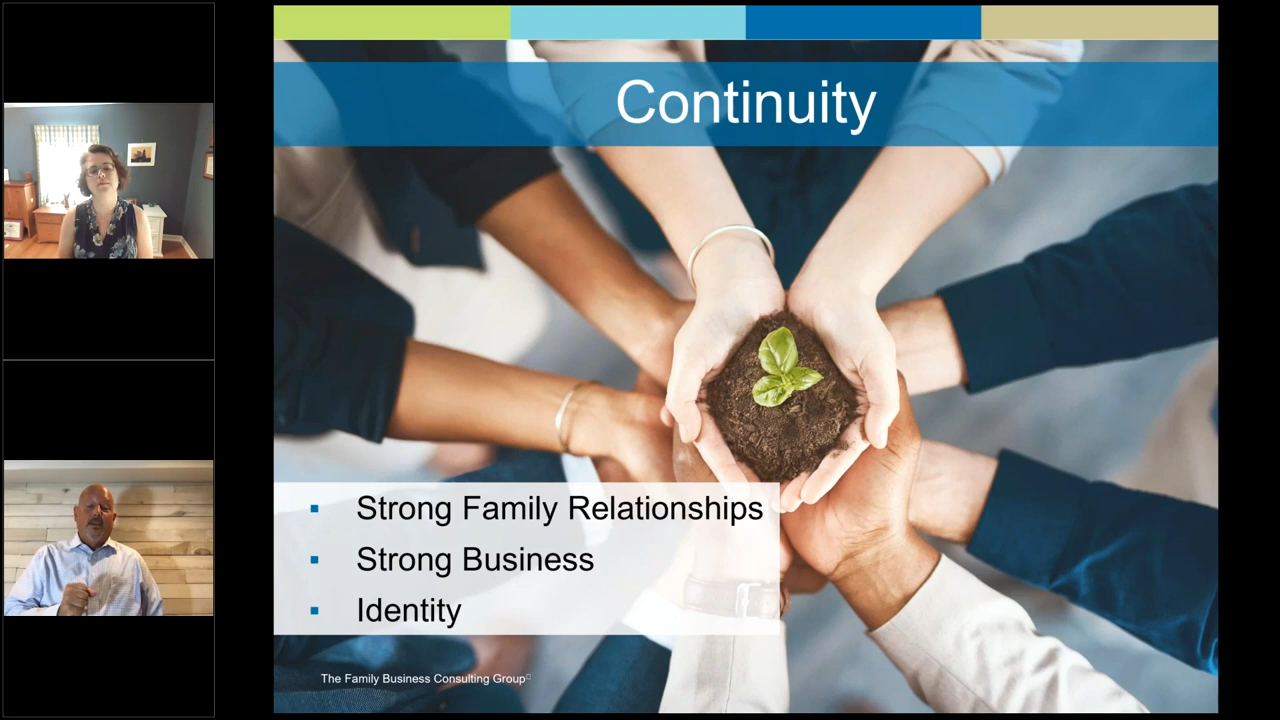 Continuity
▪ Strong Family Relationships
▪ Strong Business
▪ Identity
The Family Business Consulting Group